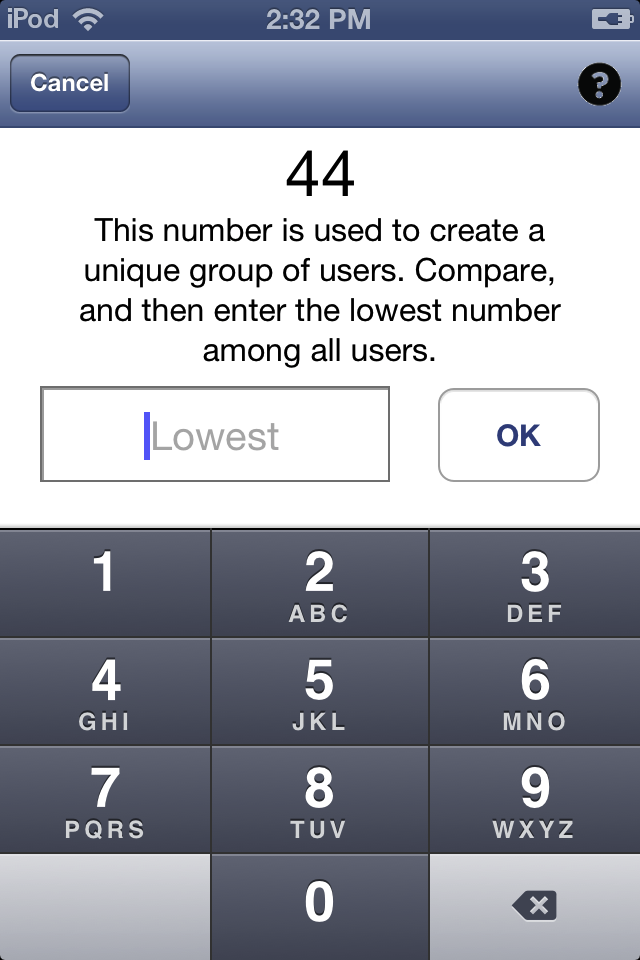 iPod 2:32 PM
Cancel ?
44
This number is used to create a
unique group of users. Compare,
and then enter the lowest number
among all users.
Lowest OK
1 2 3
ABC DEF
4 5 6
GHI JKL MNO
7 8 9
PQRS TUV WXYZ
0